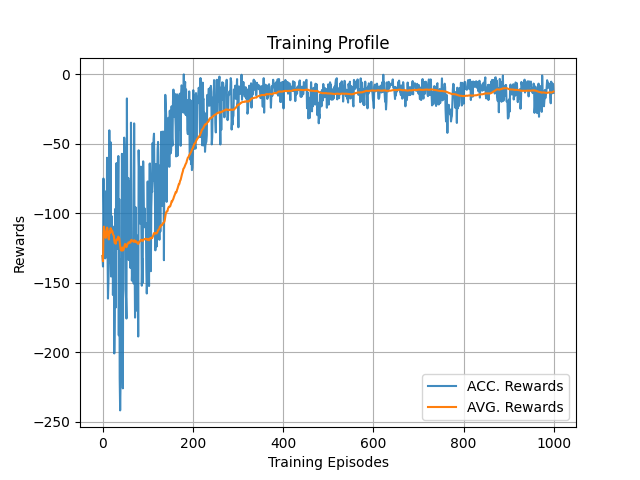 Training Profile
0
−50
−100
−150
−200
−250
Rewards
0
200
400
600
800
1000
Training Episodes
ACC. Rewards
AVG. Rewards